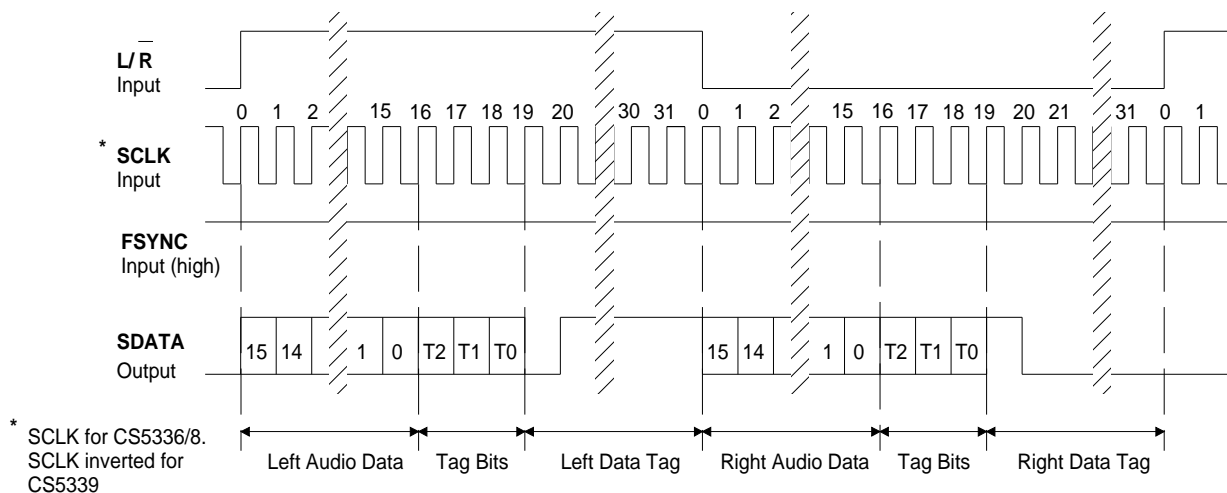 L/R̅
Input
0 1 2 15 16 17 18 19 20 30 31 0 1 2 15 16 17 18 19 20 21 31 0 1
* SCLK
Input
FSYNC
Input (high)
SDATA
Output
15 14 1 0 T2 T1 T0 15 14 1 0 T2 T1 T0
Left Audio Data Tag Bits Left Data Tag Right Audio Data Tag Bits Right Data Tag
* SCLK for CS5336/8.
SCLK inverted for
CS5339